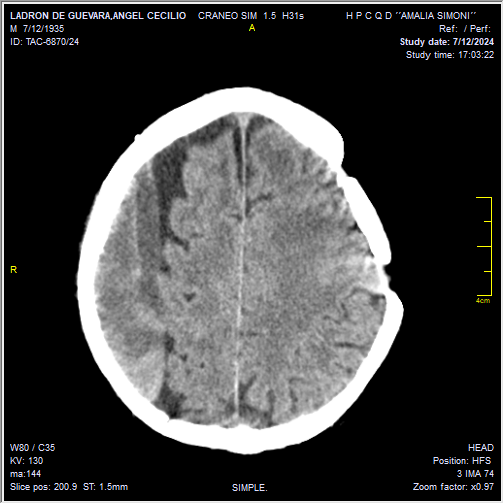 LADRON DE GUEVARA,ANGEL CECILIO CRANEO SIM 1.5 H31s H P C Q D ´´AMALIA SIMONI´´
M 7/12/1935 A Ref: / Perf:
ID: TAC-6870/24 Study date: 7/12/2024
Study time: 17:03:22
R
4cm
W80 / C35 HEAD
KV: 130 Position: HFS
ma:144 3 IMA 74
Slice pos: 200.9 ST: 1.5mm SIMPLE. Zoom factor: x0.97